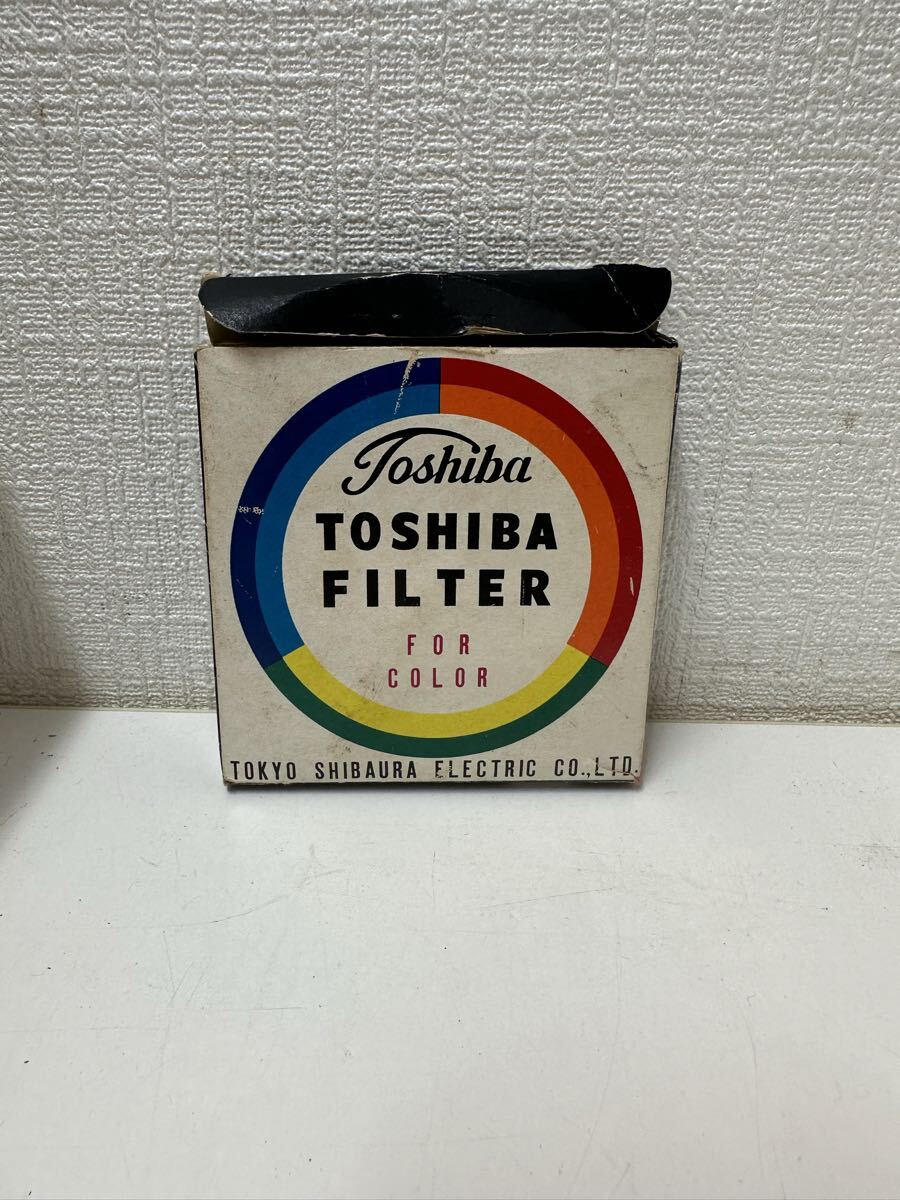 Toshiba
TOSHIBA
FILTER
FOR
COLOR
TOKYO SHIBAURA ELECTRIC CO.,LTD.